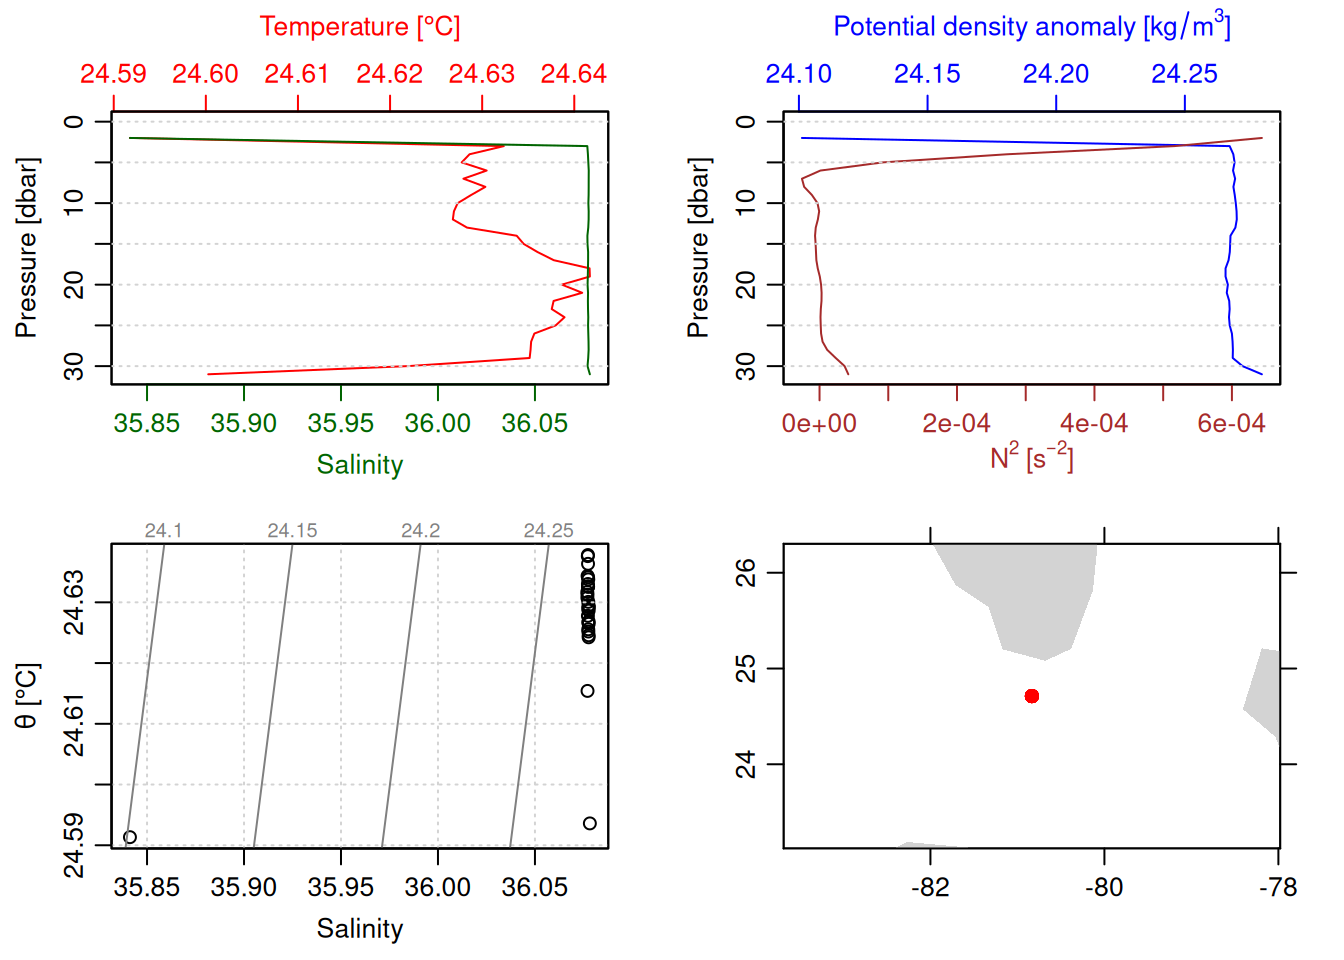 Temperature [°C]
24.59 24.60 24.61 24.62 24.63 24.64
Pressure [dbar]
0
10
20
30
35.85 35.90 35.95 36.00 36.05
Salinity
Potential density anomaly [kg/m³]
24.10 24.15 24.20 24.25
Pressure [dbar]
0
10
20
30
0e+00 2e-04 4e-04 6e-04
N² [s⁻²]
24.1 24.15 24.2 24.25
θ [°C]
24.63
24.61
24.59
35.85 35.90 35.95 36.00 36.05
Salinity
26
25
24
-82 -80 -78